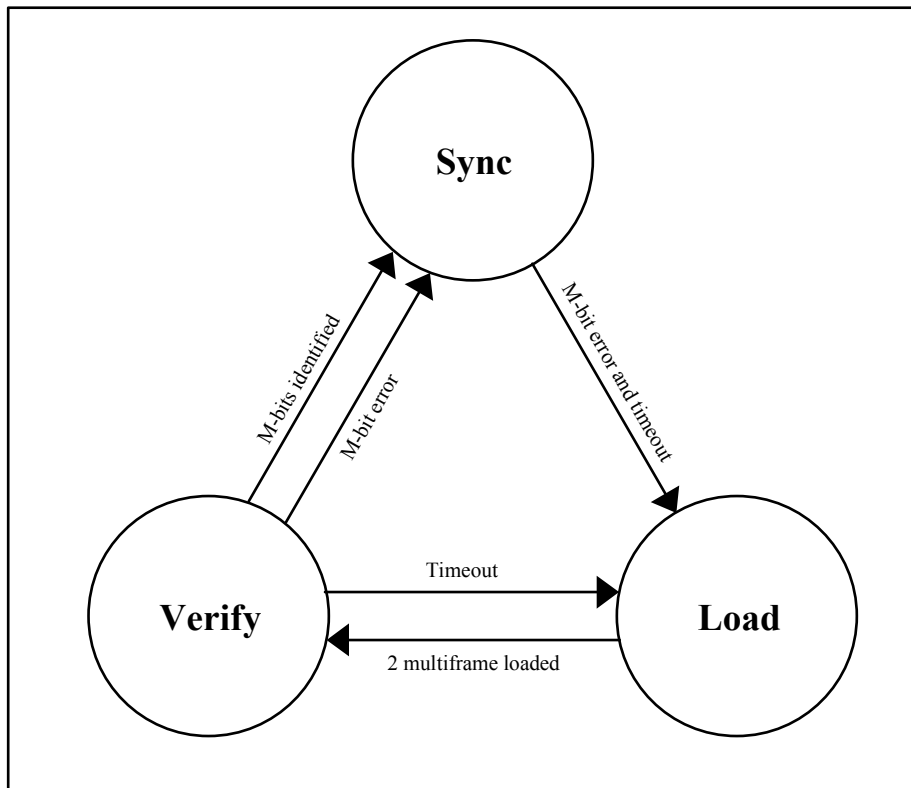 Sync
M-bits identified
M-bit error
M-bit error and timeout
Timeout
Verify
Load
2 multiframe loaded